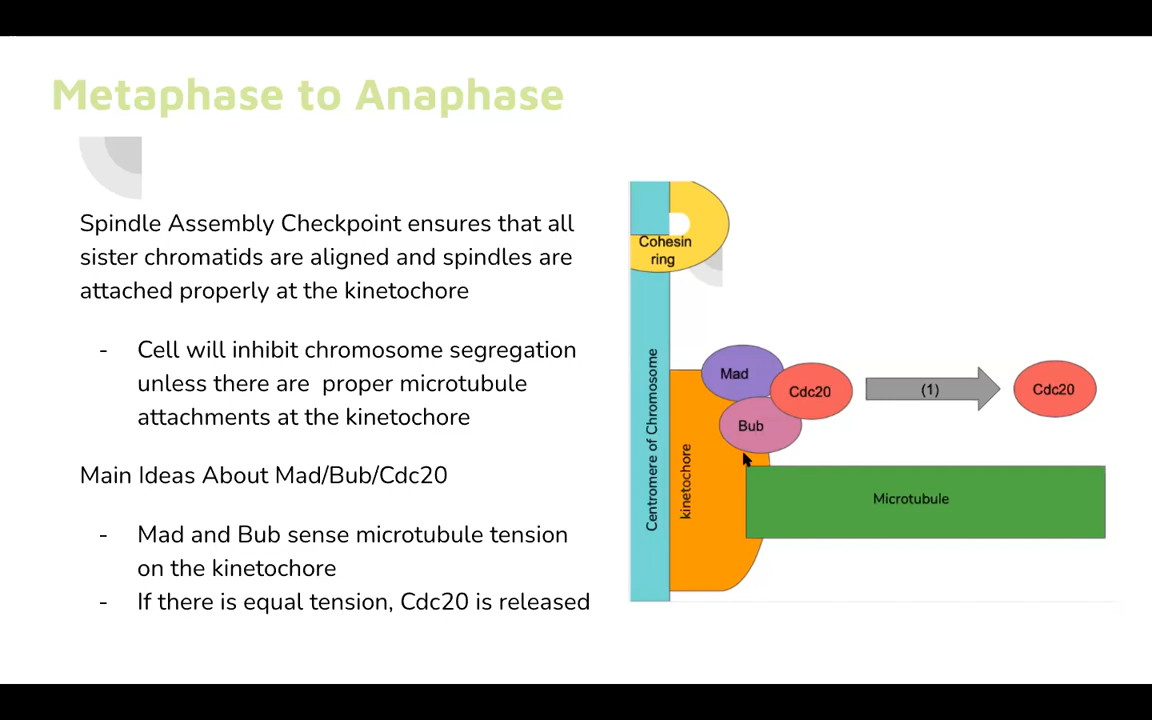 Metaphase to Anaphase
Spindle Assembly Checkpoint ensures that all
sister chromatids are aligned and spindles are
attached properly at the kinetochore
- Cell will inhibit chromosome segregation
unless there are  proper microtubule
attachments at the kinetochore
Main Ideas About Mad/Bub/Cdc20
- Mad and Bub sense microtubule tension
on the kinetochore
- If there is equal tension, Cdc20 is released
Cohesin
ring
Centromere of Chromosome
kinetochore
Mad
Bub
Cdc20
(1)
Cdc20
Microtubule